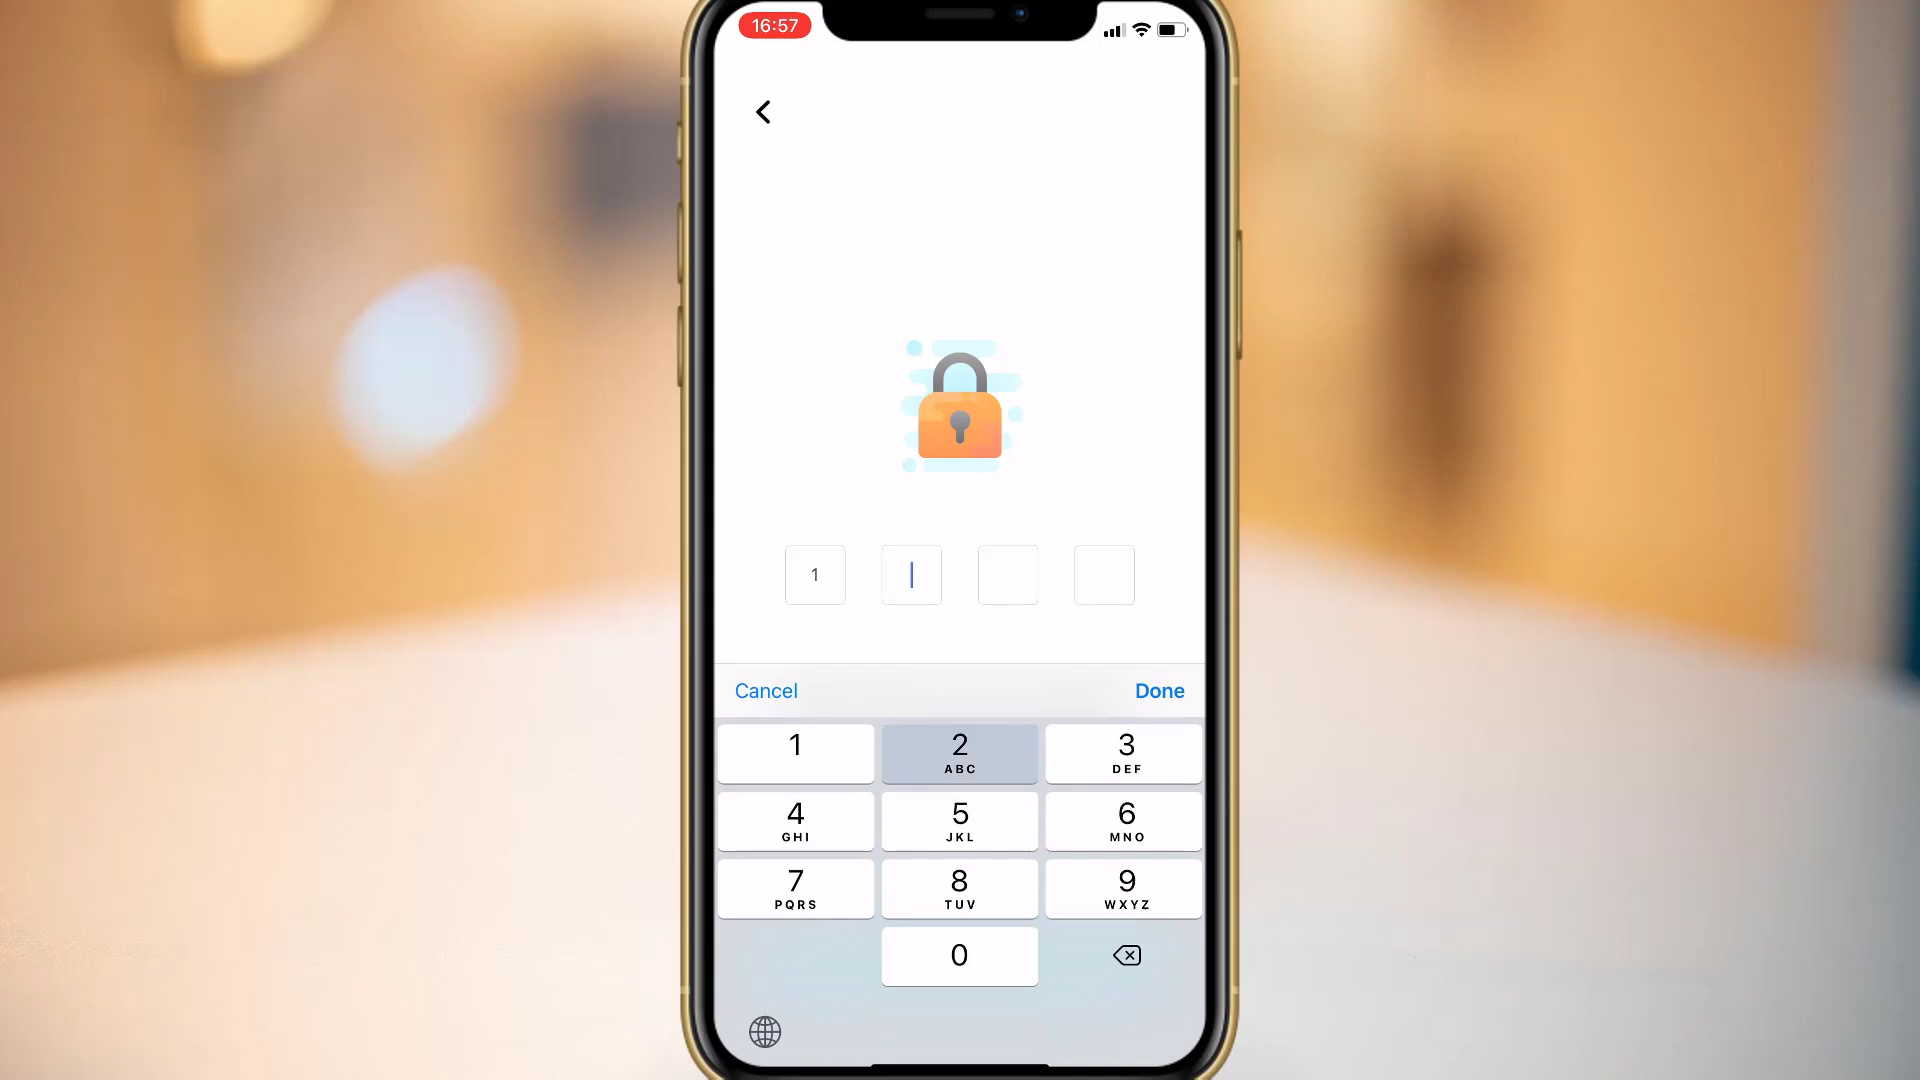 16:57
1
Cancel Done
1 2 3
ABC DEF
4 5 6
GHI JKL MNO
7 8 9
PQRS TUV WXYZ
0